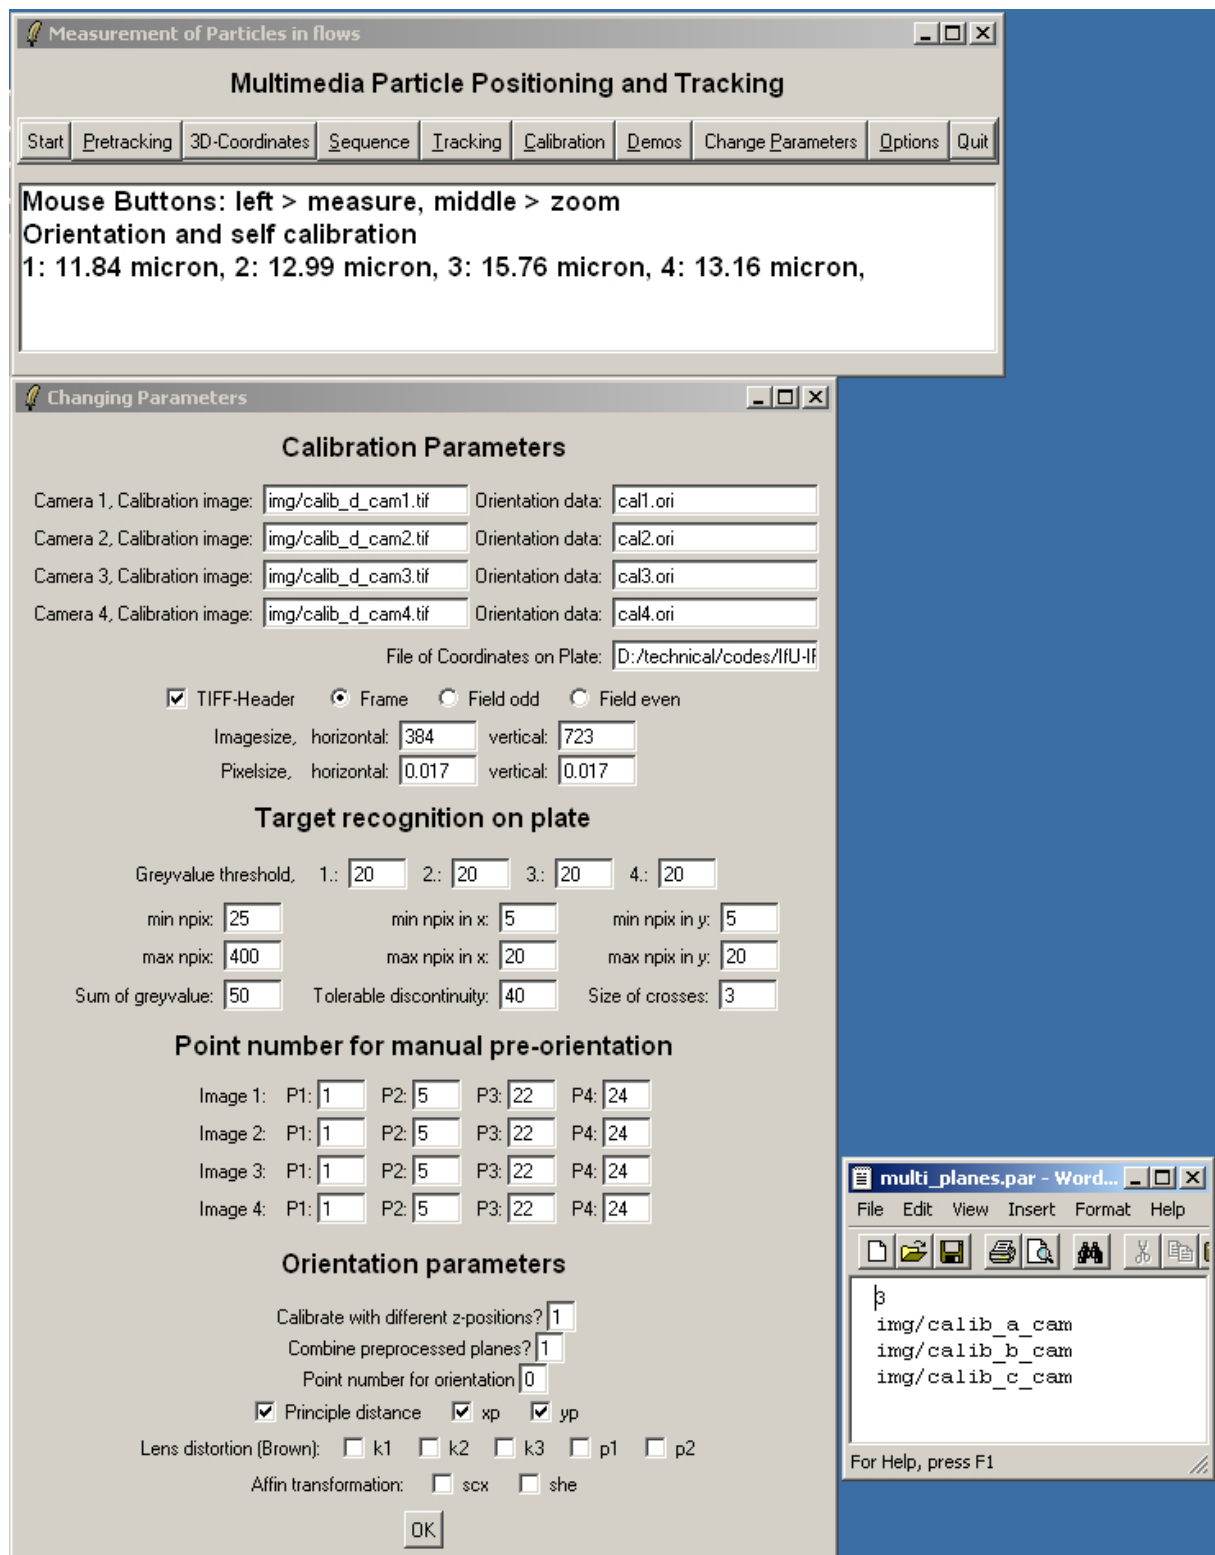 Measurement of Particles in flows
Multimedia Particle Positioning and Tracking
Start Pretracking 3D-Coordinates Sequence Tracking Calibration Demos Change Parameters Options Quit
Mouse Buttons: left > measure, middle > zoom
Orientation and self calibration
1: 11.84 micron, 2: 12.99 micron, 3: 15.76 micron, 4: 13.16 micron,
Changing Parameters
Calibration Parameters
Camera 1, Calibration image: img/calib_d_cam1.tif Orientation data: cal1.ori
Camera 2, Calibration image: img/calib_d_cam2.tif Orientation data: cal2.ori
Camera 3, Calibration image: img/calib_d_cam3.tif Orientation data: cal3.ori
Camera 4, Calibration image: img/calib_d_cam4.tif Orientation data: cal4.ori
File of Coordinates on Plate: D:/technical/codes/IfU-IF
TIFF-Header Frame Field odd Field even
Imagesize, horizontal: 384 vertical: 723
Pixelsize, horizontal: 0.017 vertical: 0.017
Target recognition on plate
Greyvalue threshold, 1.: 20 2.: 20 3.: 20 4.: 20
min npix: 25 min npix in x: 5 min npix in y: 5
max npix: 400 max npix in x: 20 max npix in y: 20
Sum of greyvalue: 50 Tolerable discontinuity: 40 Size of crosses: 3
Point number for manual pre-orientation
Image 1: P1: 1 P2: 5 P3: 22 P4: 24
Image 2: P1: 1 P2: 5 P3: 22 P4: 24
Image 3: P1: 1 P2: 5 P3: 22 P4: 24
Image 4: P1: 1 P2: 5 P3: 22 P4: 24
Orientation parameters
Calibrate with different z-positions? 1
Combine preprocessed planes? 1
Point number for orientation 0
Principle distance xp yp
Lens distortion (Brown): k1 k2 k3 p1 p2
Affin transformation: scx she
OK
multi_planes.par - Word...
File Edit View Insert Format Help
3
img/calib_a_cam
img/calib_b_cam
img/calib_c_cam
For Help, press F1